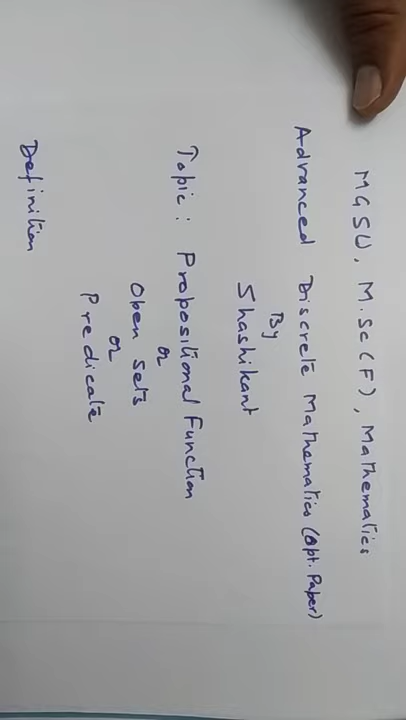 MGSU, M.Sc(F), Mathematics
Advanced Discrete Mathematics (Opt. Paper)
By
Shashikant
Topic: Propositional Function
or
Open Sets
or
Predicate
Definition